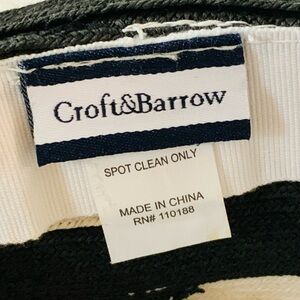 Croft&Barrow
SPOT CLEAN ONLY
MADE IN CHINA
RN# 110188